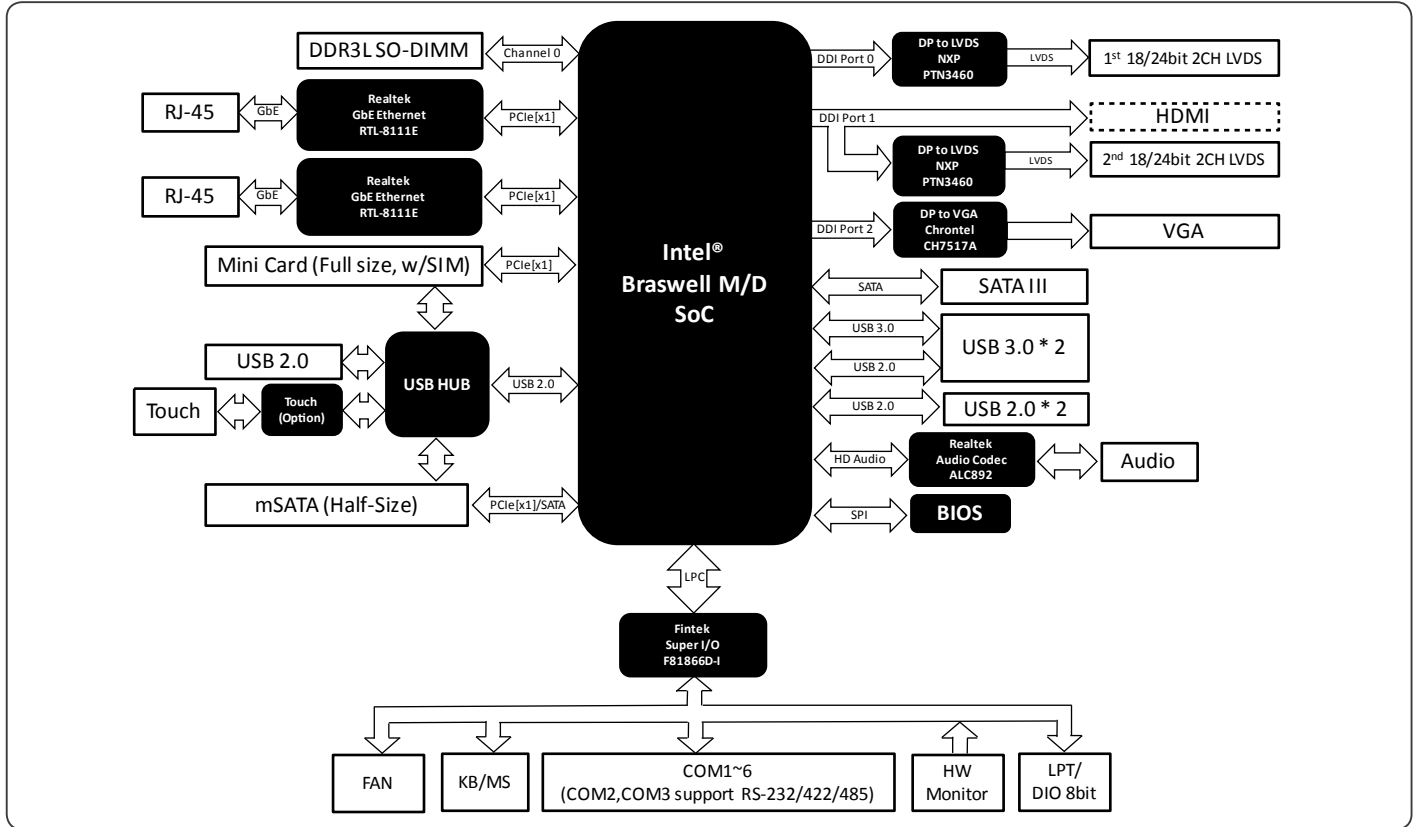 DDR3L SO-DIMM
Channel 0
RJ-45
GbE
Realtek
GbE Ethernet
RTL-8111E
PCIe[x1]
RJ-45
GbE
Realtek
GbE Ethernet
RTL-8111E
PCIe[x1]
Mini Card (Full size, w/SIM)
PCIe[x1]
USB 2.0
USB HUB
USB 2.0
Touch
Touch
(Option)
mSATA (Half-Size)
PCIe[x1]/SATA
Intel®
Braswell M/D
SoC
DDI Port 0
DP to LVDS
NXP
PTN3460
LVDS
1st 18/24bit 2CH LVDS
DDI Port 1
HDMI
DP to LVDS
NXP
PTN3460
LVDS
2nd 18/24bit 2CH LVDS
DDI Port 2
DP to VGA
Chrontel
CH7517A
VGA
SATA
SATA III
USB 3.0
USB 3.0 * 2
USB 2.0
USB 2.0
USB 2.0 * 2
HD Audio
Realtek
Audio Codec
ALC892
Audio
SPI
BIOS
LPC
Fintek
Super I/O
F81866D-I
FAN
KB/MS
COM1~6
(COM2,COM3 support RS-232/422/485)
HW
Monitor
LPT/
DIO 8bit